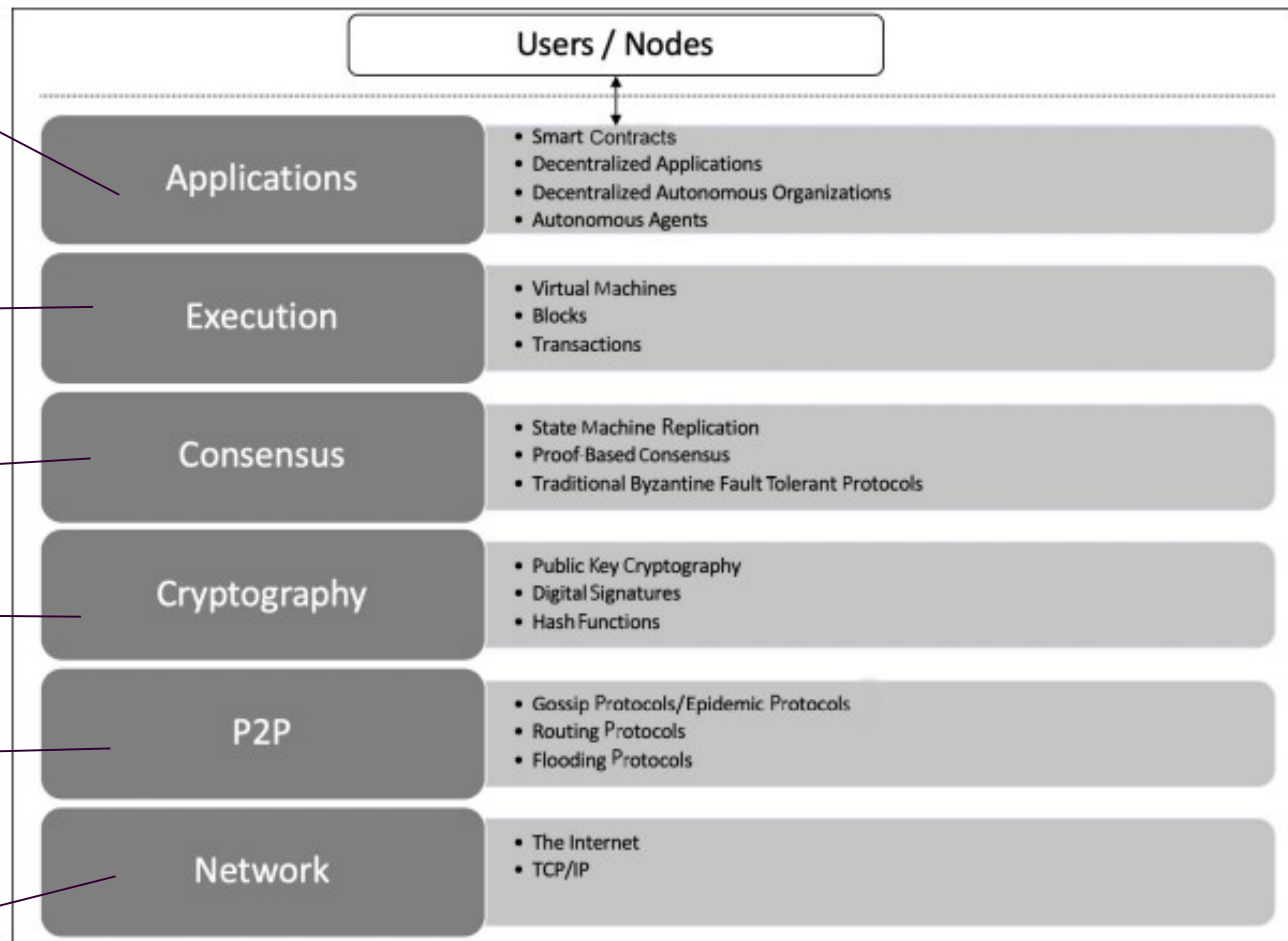 Users / Nodes
Applications
• Smart Contracts
• Decentralized Applications
• Decentralized Autonomous Organizations
• Autonomous Agents
Execution
• Virtual Machines
• Blocks
• Transactions
Consensus
• State Machine Replication
• Proof-Based Consensus
• Traditional Byzantine Fault Tolerant Protocols
Cryptography
• Public Key Cryptography
• Digital Signatures
• Hash Functions
P2P
• Gossip Protocols/Epidemic Protocols
• Routing Protocols
• Flooding Protocols
Network
• The Internet
• TCP/IP